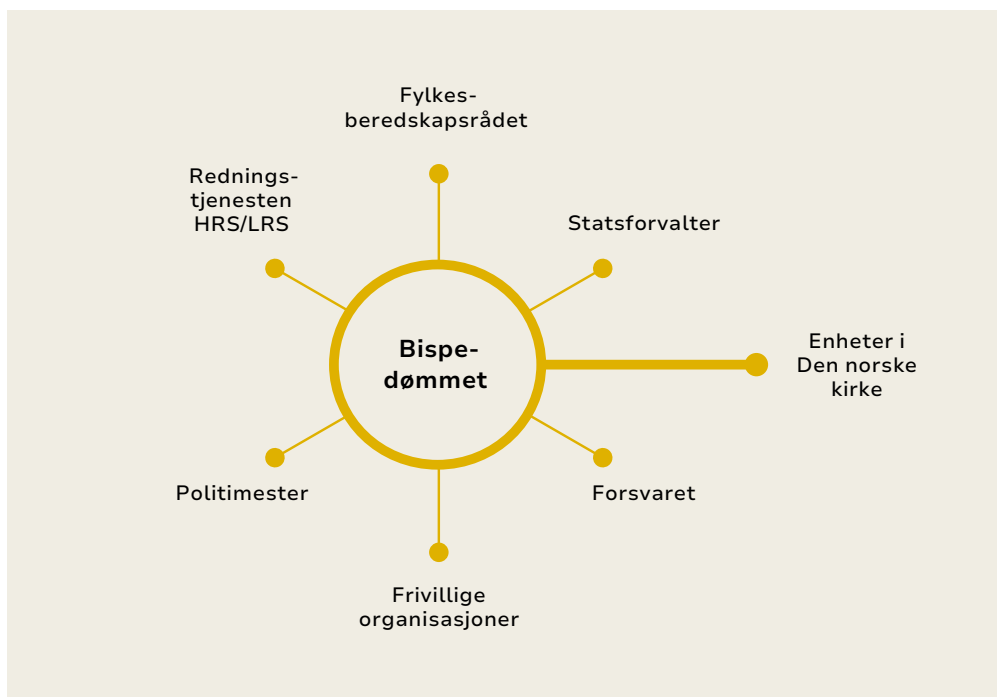 Fylkes-
beredskapsrådet
Rednings-
tjenesten
HRS/LRS
Statsforvalter
Bispe-
dømmet
Enheter i
Den norske
kirke
Politimester
Forsvaret
Frivillige
organisasjoner